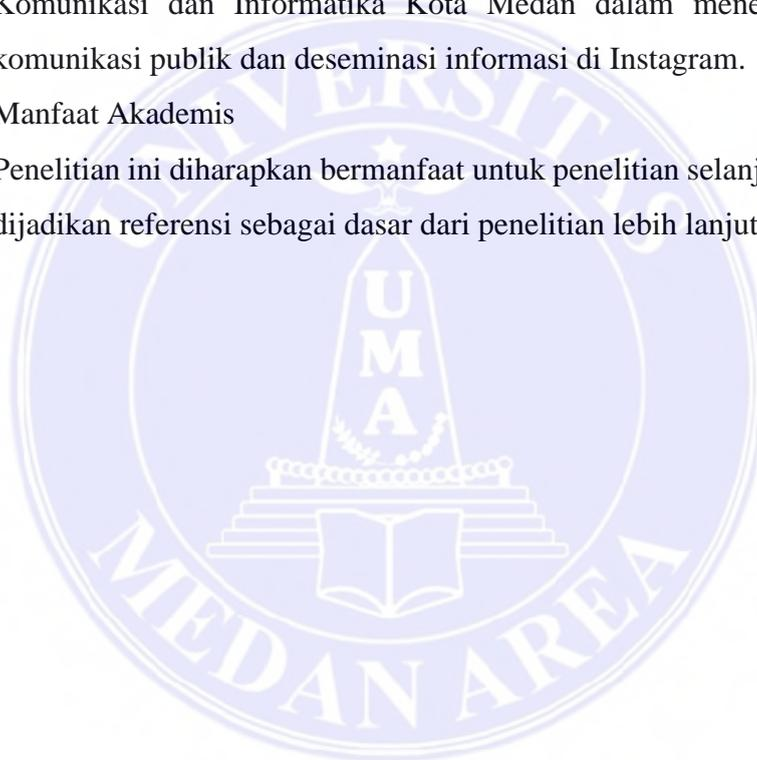 Komunikasi dan Informatika Kota Medan dalam mene
komunikasi publik dan deseminasi informasi di Instagram.
Manfaat Akademis
Penelitian ini diharapkan bermanfaat untuk penelitian selanj
dijadikan referensi sebagai dasar dari penelitian lebih lanjut
UNIVERSITAS
U
M
A
MEDAN AREA